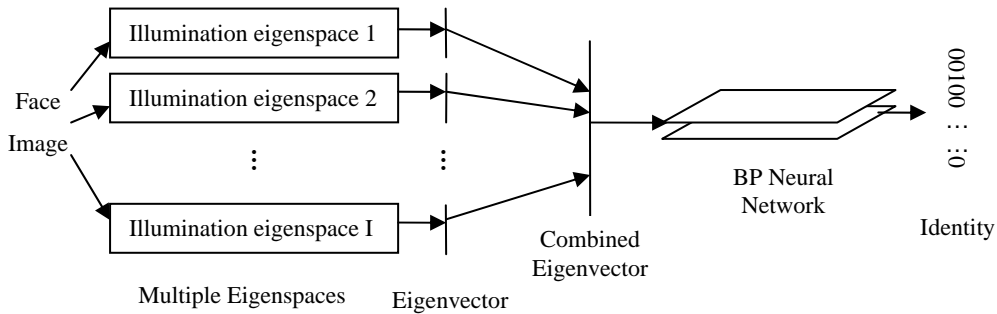 Face
Image
Illumination eigenspace 1
Illumination eigenspace 2
⋮
Illumination eigenspace I
Multiple Eigenspaces
⋮
Eigenvector
Combined
Eigenvector
BP Neural
Network
00100 ……0
Identity